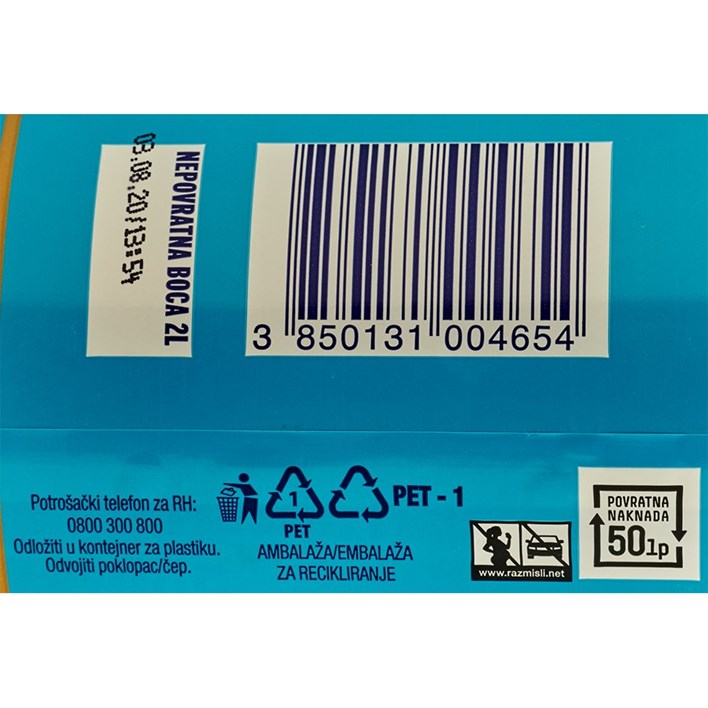 03.08.20/13:54
NEPOVRATNA BOCA 2L
3 850131 004654
Potrošački telefon za RH:
0800 300 800
Odložiti u kontejner za plastiku.
Odvojiti poklopac/čep.
1
PET
PET - 1
AMBALAŽA/EMBALAŽA
ZA RECIKLIRANJE
www.razmisli.net
POVRATNA
NAKNADA
50lp